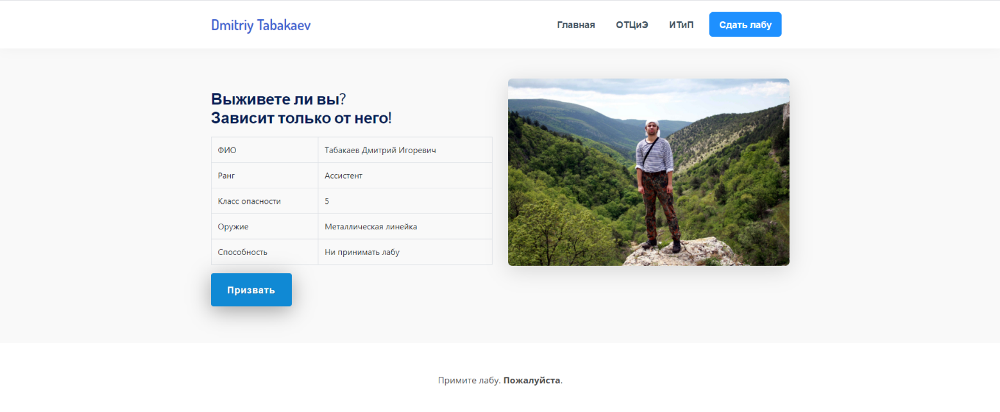 Dmitriy Tabakaev
Главная ОТЦиЭ ИТиП Сдать лабу
Выживете ли вы?
Зависит только от него!
ФИО Табакаев Дмитрий Игоревич
Ранг Ассистент
Класс опасности 5
Оружие Металлическая линейка
Способность Ни принимать лабу
Призвать
Примите лабу. Пожалуйста.